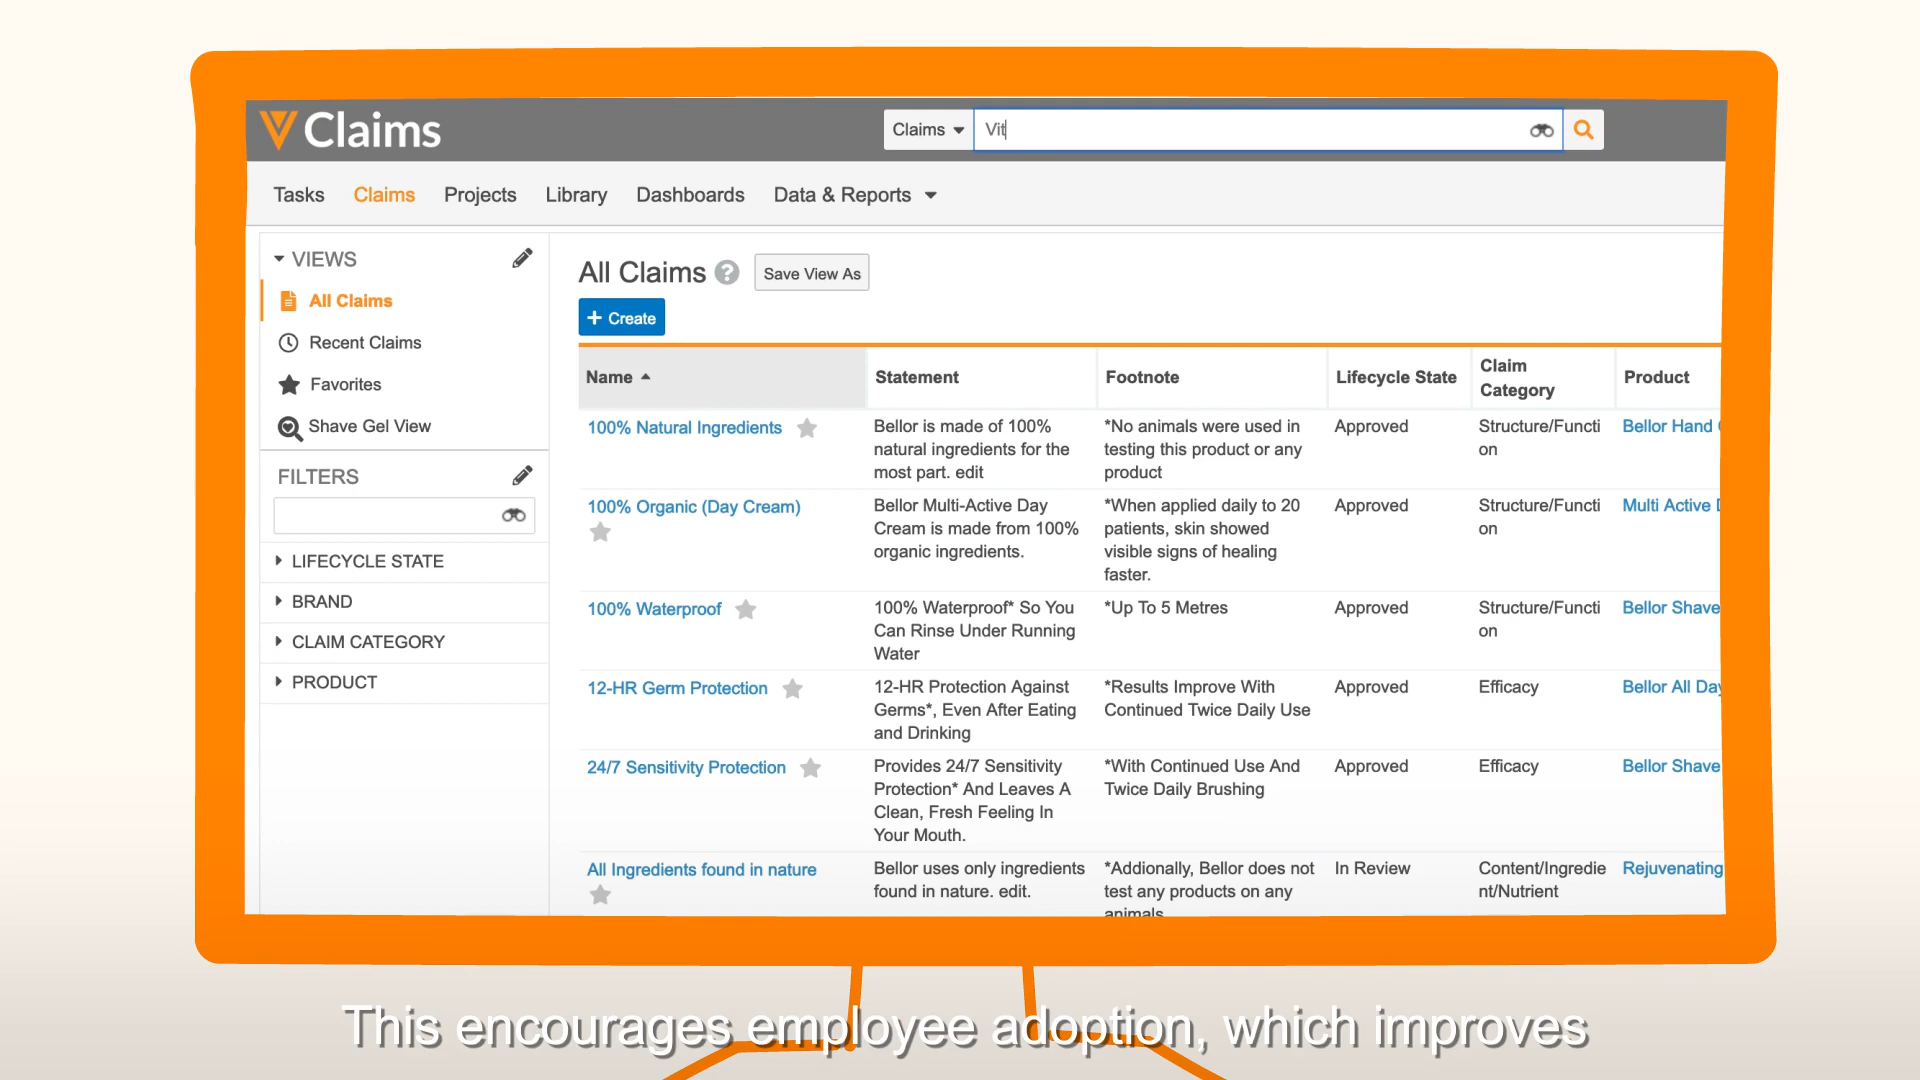 Claims
Claims
Vit
Tasks
Claims
Projects
Library
Dashboards
Data & Reports
VIEWS
All Claims
Recent Claims
Favorites
Shave Gel View
FILTERS
LIFECYCLE STATE
BRAND
CLAIM CATEGORY
PRODUCT
All Claims
?
Save View As
+ Create
Name
Statement
Footnote
Lifecycle State
Claim
Category
Product
100% Natural Ingredients
Bellor is made of 100%
natural ingredients for the
most part. edit
*No animals were used in
testing this product or any
product
Approved
Structure/Functi
on
Bellor Hand
100% Organic (Day Cream)
Bellor Multi-Active Day
Cream is made from 100%
organic ingredients.
*When applied daily to 20
patients, skin showed
visible signs of healing
faster.
Approved
Structure/Functi
on
Multi Active
100% Waterproof
100% Waterproof* So You
Can Rinse Under Running
Water
*Up To 5 Metres
Approved
Structure/Functi
on
Bellor Shave
12-HR Germ Protection
12-HR Protection Against
Germs*, Even After Eating
and Drinking
*Results Improve With
Continued Twice Daily Use
Approved
Efficacy
Bellor All Day
24/7 Sensitivity Protection
Provides 24/7 Sensitivity
Protection* And Leaves A
Clean, Fresh Feeling In
Your Mouth.
*With Continued Use And
Twice Daily Brushing
Approved
Efficacy
Bellor Shave
All Ingredients found in nature
Bellor uses only ingredients
found in nature. edit.
*Addionally, Bellor does not
test any products on any
animals
In Review
Content/Ingredie
nt/Nutrient
Rejuvenating
This encourages employee adoption, which improves